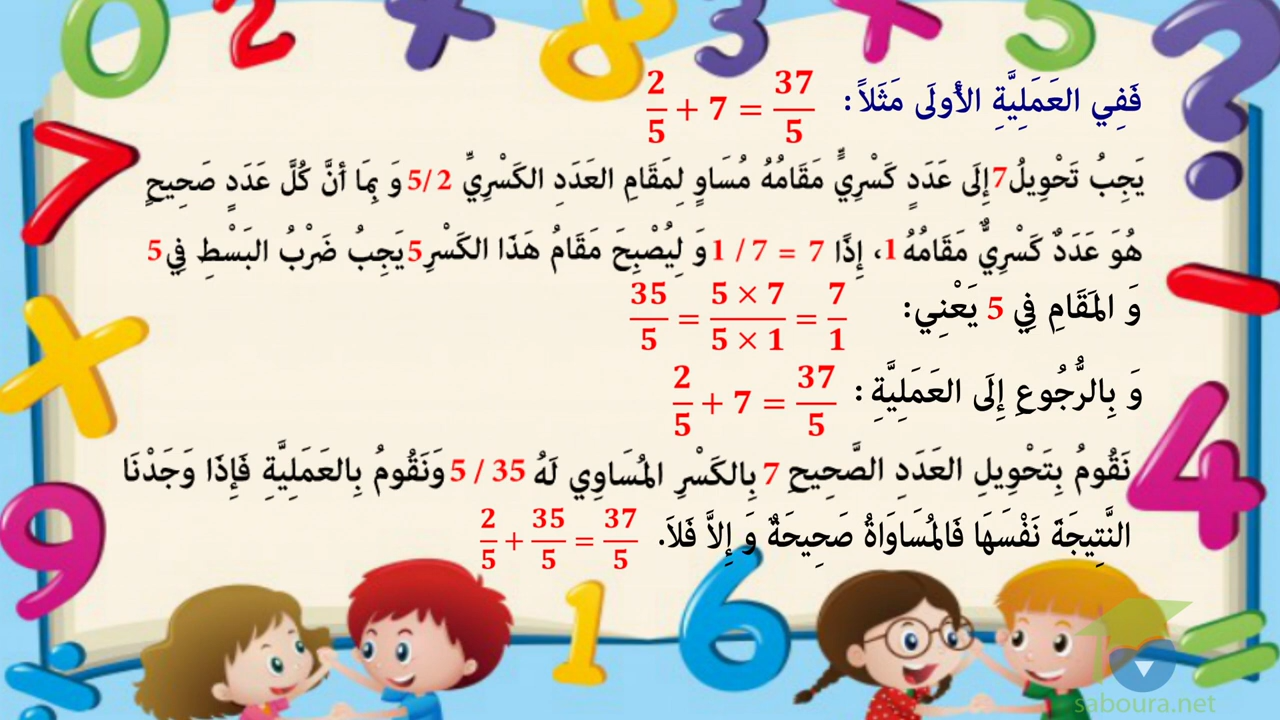 فَفِي العَمَلِيَّةِ الأُولَى مَثَلاً : 2/5 + 7 = 37/5
يَجِبُ تَحْوِيلُ 7 إِلَى عَدَدٍ كَسْرِيٍّ مَقَامُهُ مُسَاوٍ لِمَقَامِ العَدَدِ الكَسْرِيِّ 5/2 وَ بِمَا أَنَّ كُلَّ عَدَدٍ صَحِيحٍ
هُوَ عَدَدٌ كَسْرِيٌّ مَقَامُهُ 1، إِذًا 1 / 7 = 7 وَ لِيُصْبِحَ مَقَامُ هَذَا الكَسْرِ 5 يَجِبُ ضَرْبُ البَسْطِ فِي 5
وَ المَقَامِ فِي 5 يَعْنِي: 35/5 = 5 × 7/5 × 1 = 7/1
وَ بِالرُّجُوعِ إِلَى العَمَلِيَّةِ : 2/5 + 7 = 37/5
نَقُومُ بِتَحْوِيلِ العَدَدِ الصَّحِيحِ 7 بِالكَسْرِ المُسَاوِي لَهُ 5 / 35 وَنَقُومُ بِالعَمَلِيَّةِ فَإِذَا وَجَدْنَا
النَّتِيجَةَ نَفْسَهَا فَالمُسَاوَاةُ صَحِيحَةٌ وَ إِلاَّ فَلاَ. 2/5 + 35/5 = 37/5
saboura.net